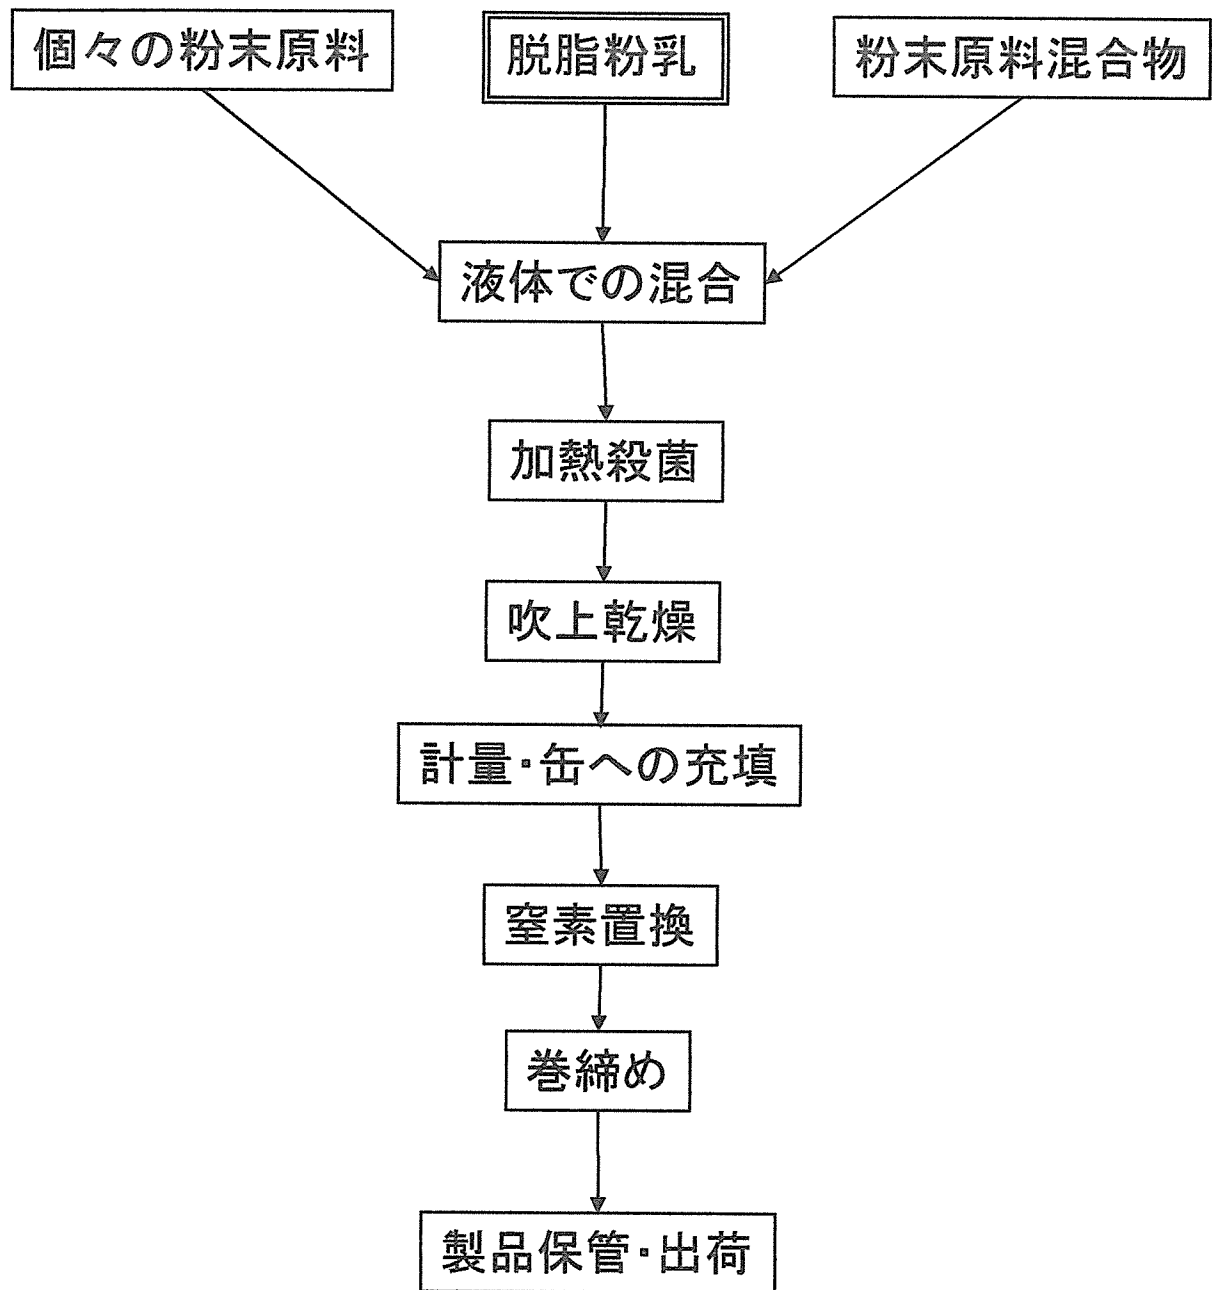 個々の粉末原料
脱脂粉乳
粉末原料混合物
液体での混合
加熱殺菌
吹上乾燥
計量・缶への充填
窒素置換
巻締め
製品保管・出荷